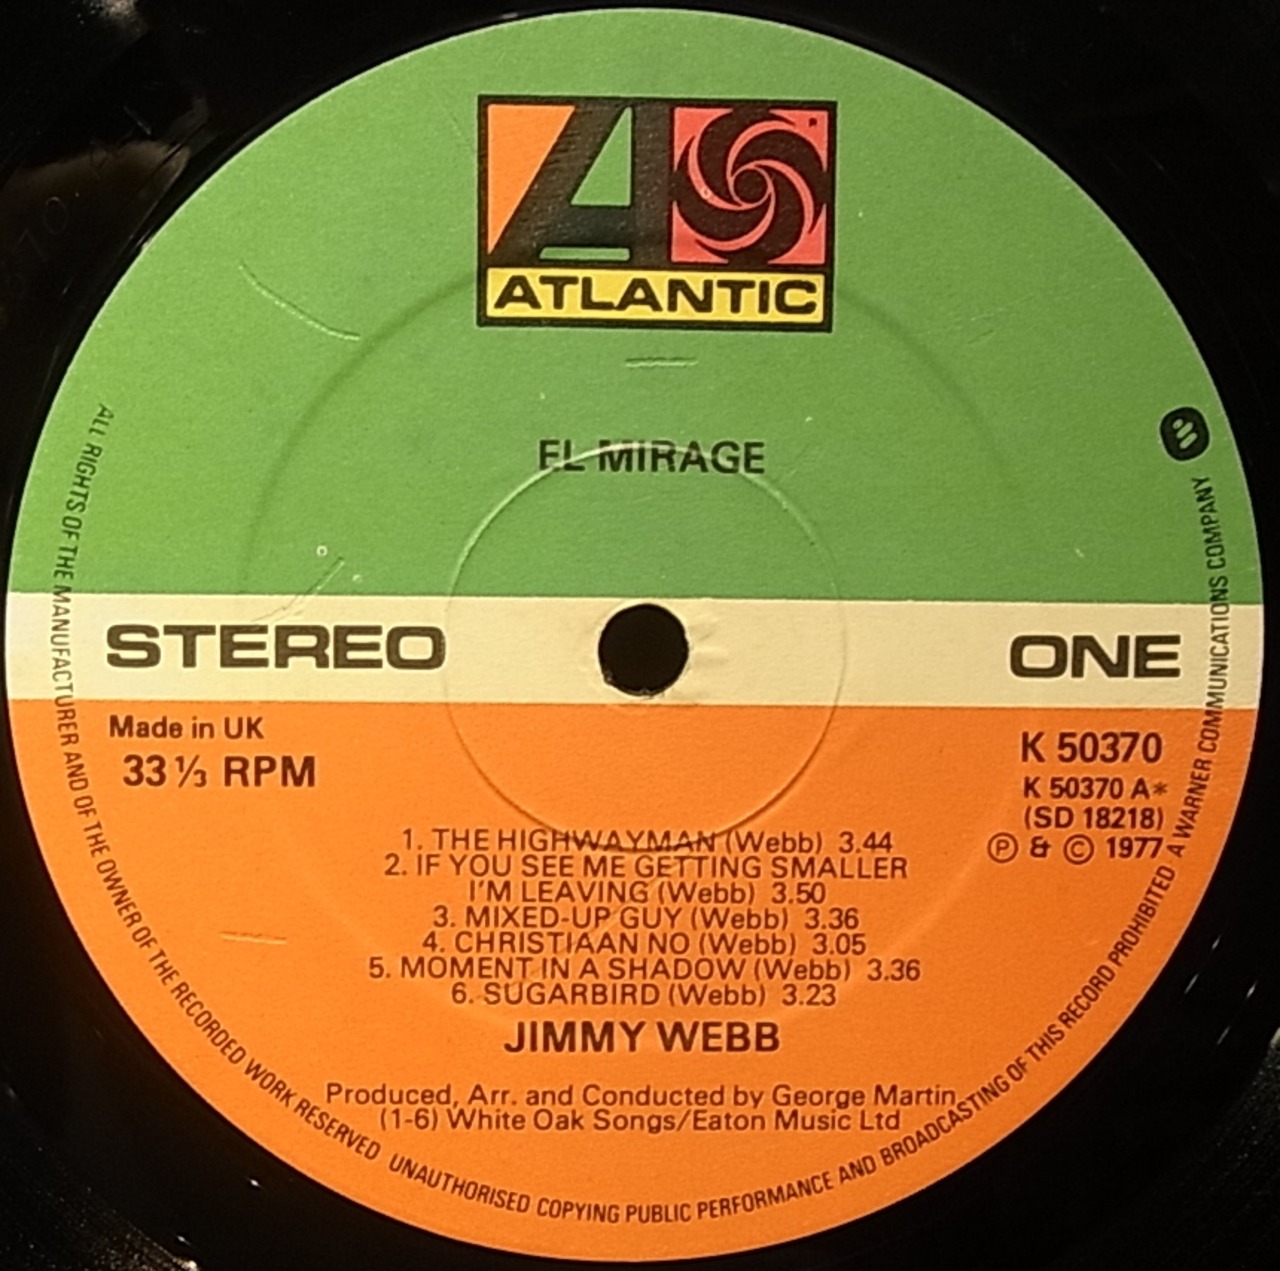 ATLANTIC
EL MIRAGE
STEREO
ONE
Made in UK
33⅓ RPM
K 50370
K 50370 A*
(SD 18218)
Ⓟ & © 1977
1. THE HIGHWAYMAN (Webb) 3.44
2. IF YOU SEE ME GETTING SMALLER
I'M LEAVING (Webb) 3.50
3. MIXED-UP GUY (Webb) 3.36
4. CHRISTIAAN NO (Webb) 3.05
5. MOMENT IN A SHADOW (Webb) 3.36
6. SUGARBIRD (Webb) 3.23
JIMMY WEBB
Produced, Arr. and Conducted by George Martin
(1-6) White Oak Songs/Eaton Music Ltd
ALL RIGHTS OF THE MANUFACTURER AND OF THE OWNER OF THE RECORDED WORK RESERVED UNAUTHORISED COPYING PUBLIC PERFORMANCE AND BROADCASTING OF THIS RECORD PROHIBITED A WARNER COMMUNICATIONS COMPANY